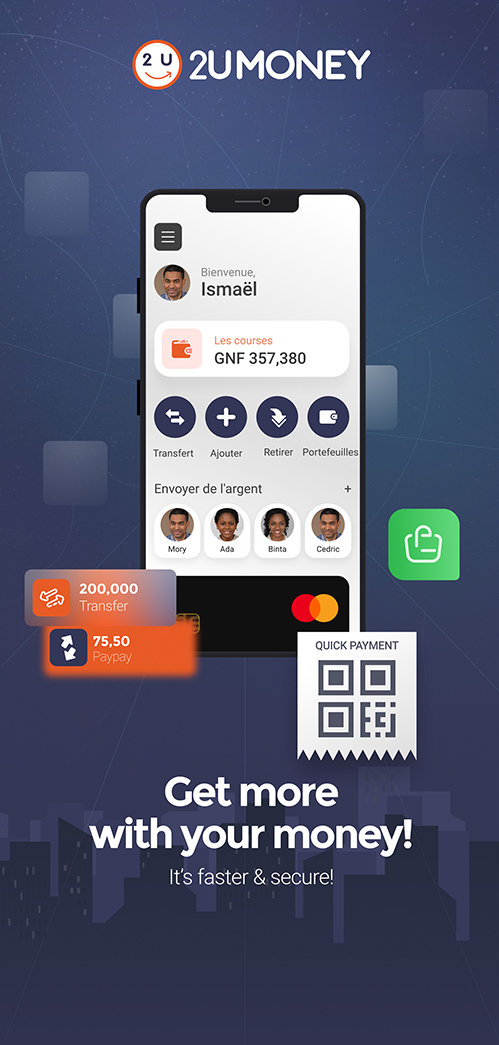 2 U 2UMONEY
Bienvenue,
Ismaël
Les courses
GNF 357,380
Transfert Ajouter Retirer Portefeuilles
Envoyer de l'argent +
Mory Ada Binta Cedric
200,000
Transfer
75,50
Paypay
QUICK PAYMENT
Get more
with your money!
It's faster & secure!